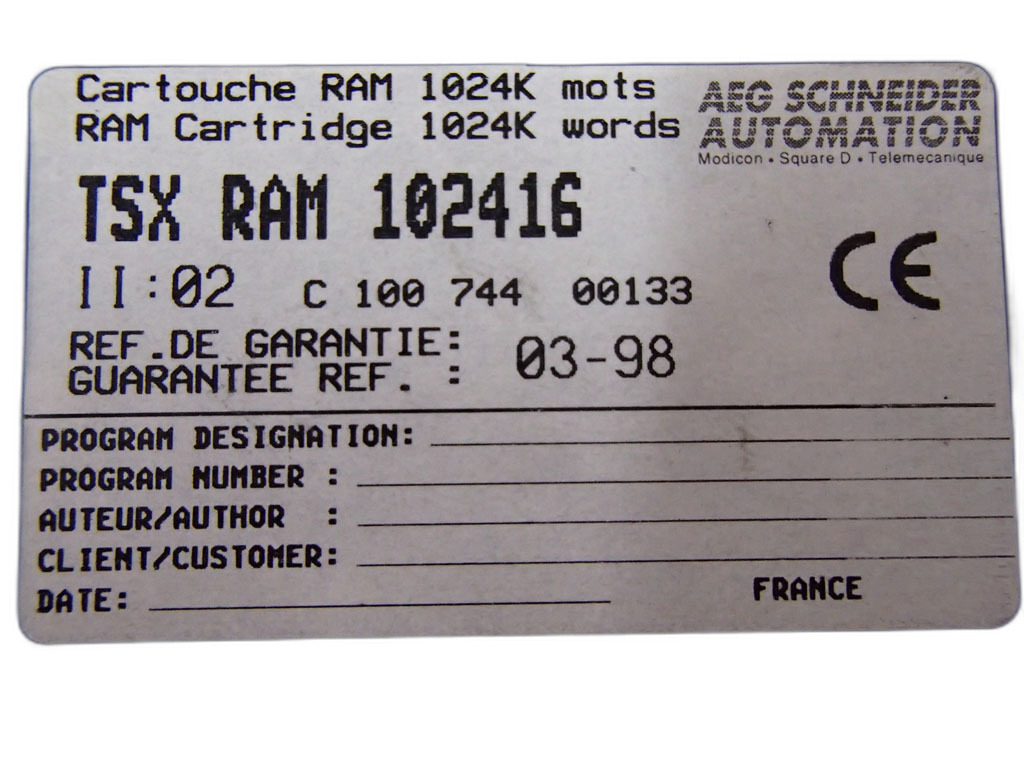 Cartouche RAM 1024K mots
RAM Cartridge 1024K words
AEG SCHNEIDER
AUTOMATION
Modicon • Square D • Telemecanique
TSX RAM 102416
II:02 C 100 744 00133
CE
REF.DE GARANTIE:
GUARANTEE REF. : 03-98
PROGRAM DESIGNATION:
PROGRAM NUMBER :
AUTEUR/AUTHOR :
CLIENT/CUSTOMER:
DATE:
FRANCE